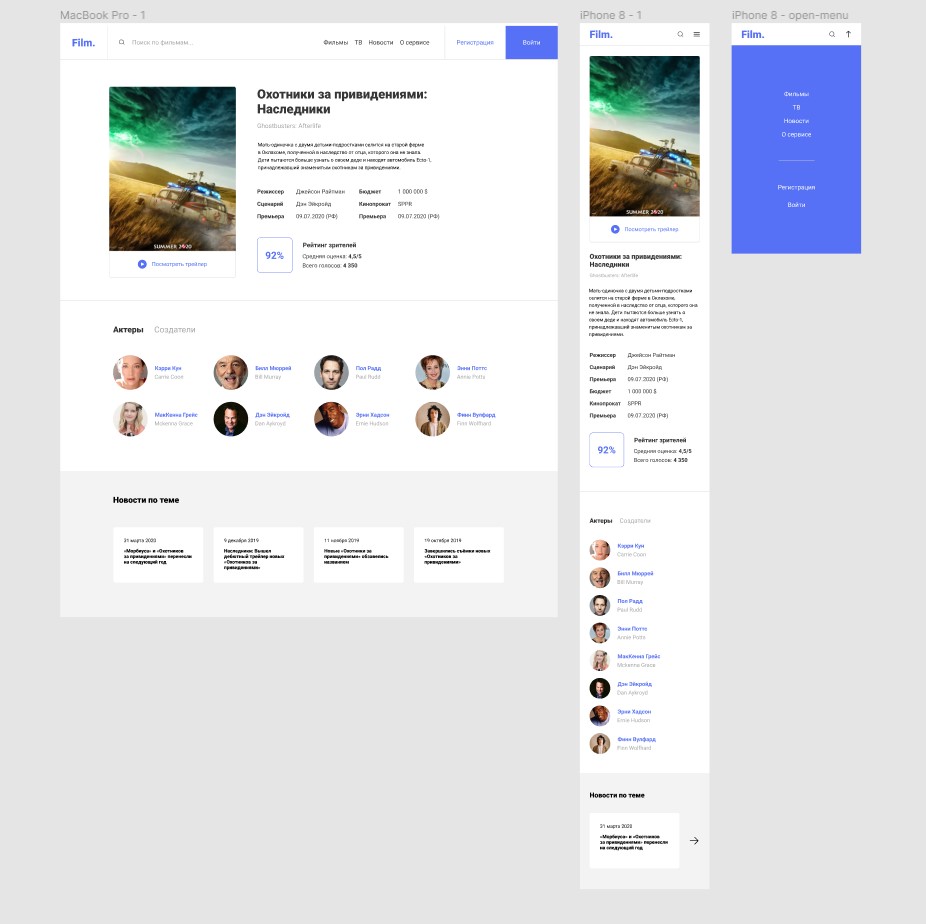 MacBook Pro - 1
Film.
Поиск по фильмам...
Фильмы ТВ Новости О сервисе
Регистрация
Войти
SUMMER 2020
Посмотреть трейлер
Охотники за привидениями:
Наследники
Ghostbusters: Afterlife
Мать-одиночка с двумя детьми-подростками селится на старой ферме
в Оклахоме, полученной в наследство от отца, которого она не знала.
Дети пытаются больше узнать о своем деде и находят автомобиль Ecto-1,
принадлежавший знаменитым охотникам за привидениями.
Режиссер Джейсон Райтман Бюджет 1 000 000 $
Сценарий Дэн Эйкройд Кинопрокат SPPR
Премьера 09.07.2020 (РФ) Премьера 09.07.2020 (РФ)
92%
Рейтинг зрителей
Средняя оценка: 4,5/5
Всего голосов: 4 350
Актеры Создатели
Кэрри Кун
Carrie Coon
Билл Мюррей
Bill Murray
Пол Радд
Paul Rudd
Энни Поттс
Annie Potts
МакКенна Грейс
Mckenna Grace
Дэн Эйкройд
Dan Aykroyd
Эрни Хадсон
Ernie Hudson
Финн Вулфард
Finn Wolfhard
Новости по теме
31 марта 2020
«Морбиуса» и «Охотников
за привидениями» перенесли
на следующий год
9 декабря 2019
Наследники: Вышел
дебютный трейлер новых
«Охотников за
привидениями»
11 ноября 2019
Новые «Охотники за
привидениями» обзавелись
названием
19 октября 2019
Завершились съёмки новых
«Охотников за
привидениями»
iPhone 8 - 1
Film.
SUMMER 2020
Посмотреть трейлер
Охотники за привидениями:
Наследники
Ghostbusters: Afterlife
Мать-одиночка с двумя детьми-подростками
селится на старой ферме в Оклахоме,
полученной в наследство от отца, которого она
не знала. Дети пытаются больше узнать о
своем деде и находят автомобиль Ecto-1,
принадлежавший знаменитым охотникам за
привидениями.
Режиссер Джейсон Райтман
Сценарий Дэн Эйкройд
Премьера 09.07.2020 (РФ)
Бюджет 1 000 000 $
Кинопрокат SPPR
Премьера 09.07.2020 (РФ)
92%
Рейтинг зрителей
Средняя оценка: 4,5/5
Всего голосов: 4 350
Актеры Создатели
Кэрри Кун
Carrie Coon
Билл Мюррей
Bill Murray
Пол Радд
Paul Rudd
Энни Поттс
Annie Potts
МакКенна Грейс
Mckenna Grace
Дэн Эйкройд
Dan Aykroyd
Эрни Хадсон
Ernie Hudson
Финн Вулфард
Finn Wolfhard
Новости по теме
31 марта 2020
«Морбиуса» и «Охотников
за привидениями» перенесли
на следующий год
iPhone 8 - open-menu
Film.
Фильмы
ТВ
Новости
О сервисе
Регистрация
Войти